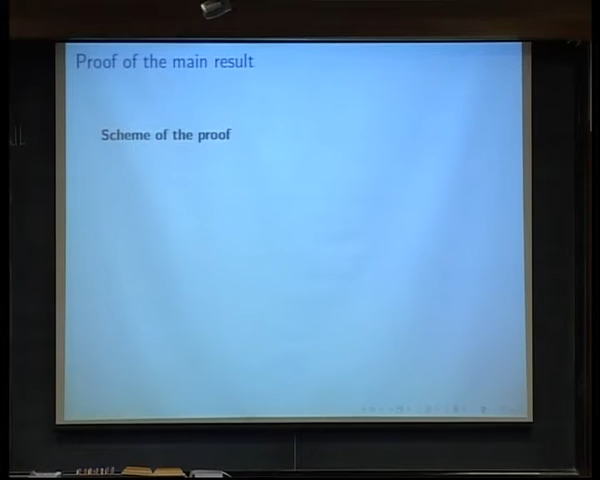 Proof of the main result
Scheme of the proof